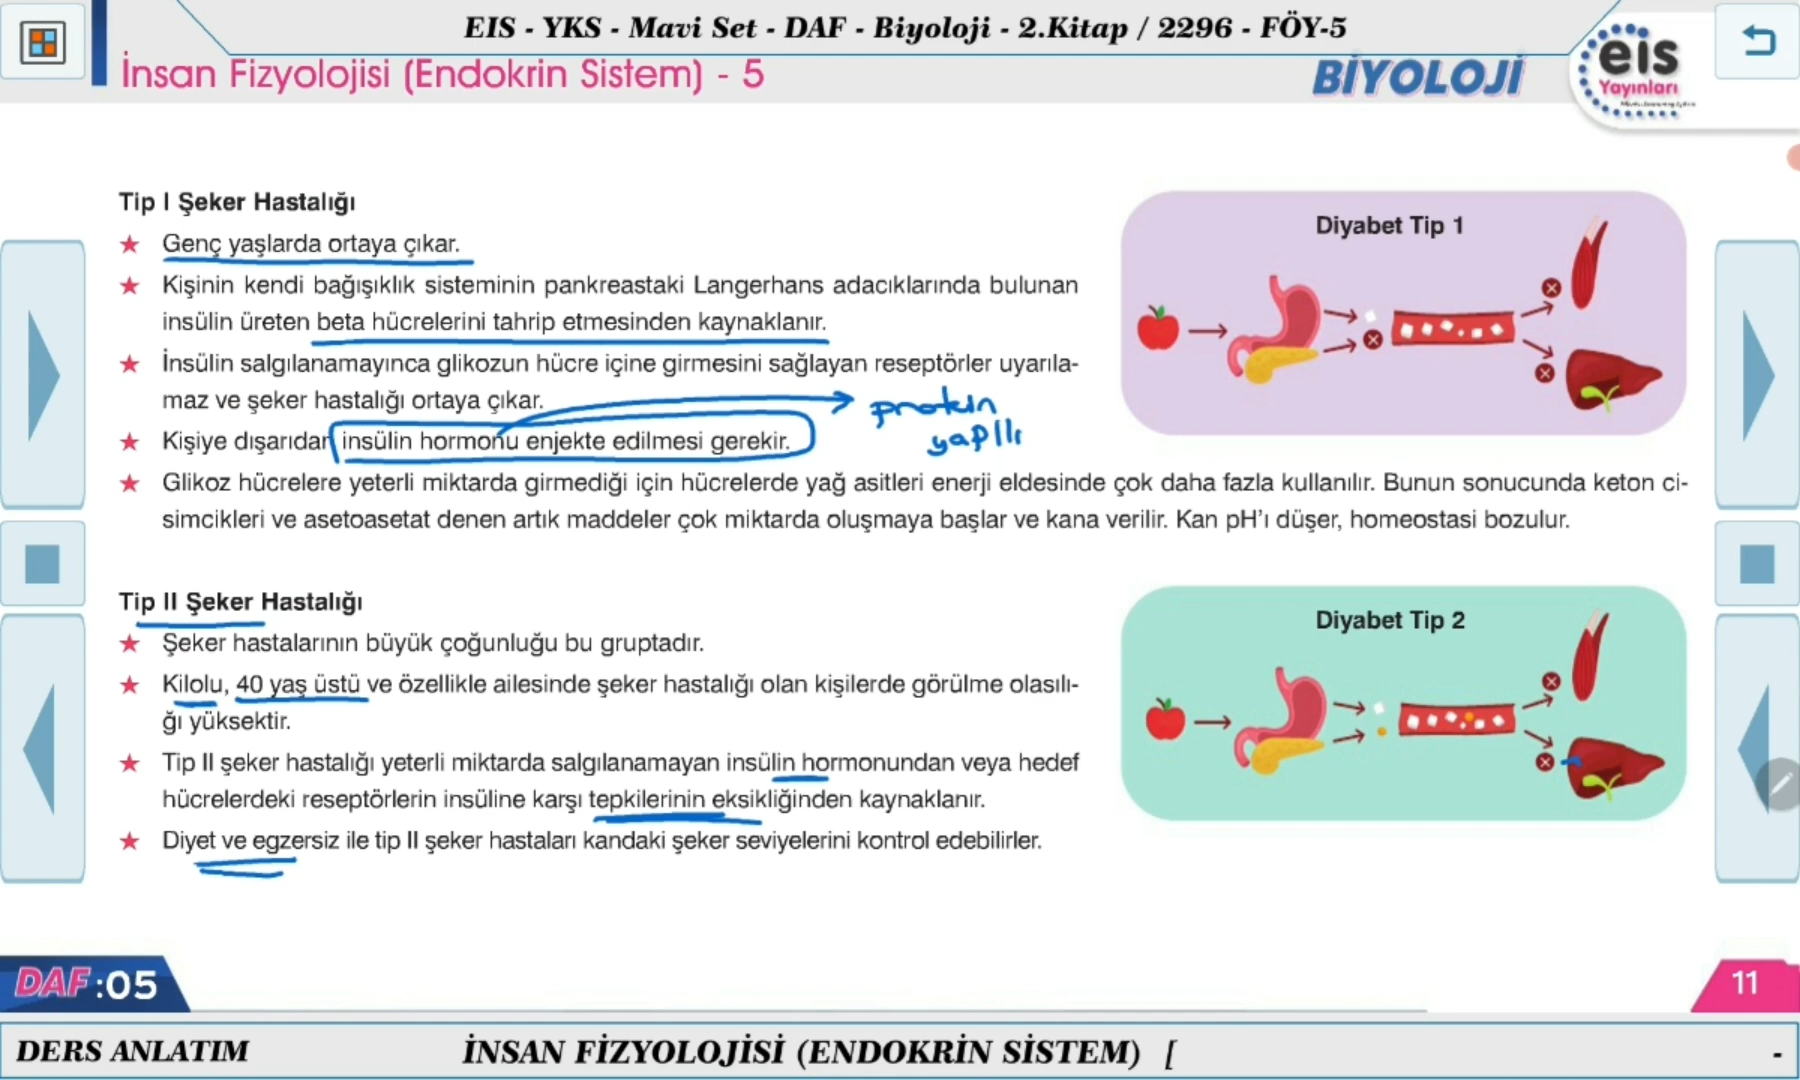 EIS - YKS - Mavi Set - DAF - Biyoloji - 2.Kitap / 2296 - FÖY-5
İnsan Fizyolojisi (Endokrin Sistem) - 5
BİYOLOJİ
eis
Yayınları
Tip I Şeker Hastalığı
★ Genç yaşlarda ortaya çıkar.
★ Kişinin kendi bağışıklık sisteminin pankreastaki Langerhans adacıklarında bulunan
insülin üreten beta hücrelerini tahrip etmesinden kaynaklanır.
★ İnsülin salgılanamayınca glikozun hücre içine girmesini sağlayan reseptörler uyarıla-
maz ve şeker hastalığı ortaya çıkar.
protein
yapılı
★ Kişiye dışarıdan insülin hormonu enjekte edilmesi gerekir.
★ Glikoz hücrelere yeterli miktarda girmediği için hücrelerde yağ asitleri enerji eldesinde çok daha fazla kullanılır. Bunun sonucunda keton ci-
simcikleri ve asetoasetat denen artık maddeler çok miktarda oluşmaya başlar ve kana verilir. Kan pH'ı düşer, homeostasi bozulur.
Diyabet Tip 1
Tip II Şeker Hastalığı
★ Şeker hastalarının büyük çoğunluğu bu gruptadır.
★ Kilolu, 40 yaş üstü ve özellikle ailesinde şeker hastalığı olan kişilerde görülme olasılı-
ğı yüksektir.
★ Tip II şeker hastalığı yeterli miktarda salgılanamayan insülin hormonundan veya hedef
hücrelerdeki reseptörlerin insüline karşı tepkilerinin eksikliğinden kaynaklanır.
★ Diyet ve egzersiz ile tip II şeker hastaları kandaki şeker seviyelerini kontrol edebilirler.
Diyabet Tip 2
DAF :05
11
DERS ANLATIM
İNSAN FİZYOLOJİSİ (ENDOKRİN SİSTEM) [
-